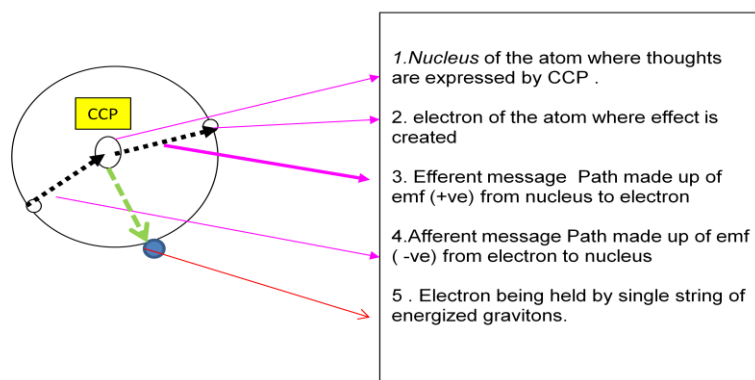 CCP
1.Nucleus of the atom where thoughts
are expressed by CCP .
2. electron of the atom where effect is
created
3. Efferent message Path made up of
emf (+ve) from nucleus to electron
4.Afferent message Path made up of emf
( -ve) from electron to nucleus
5 . Electron being held by single string of
energized gravitons.